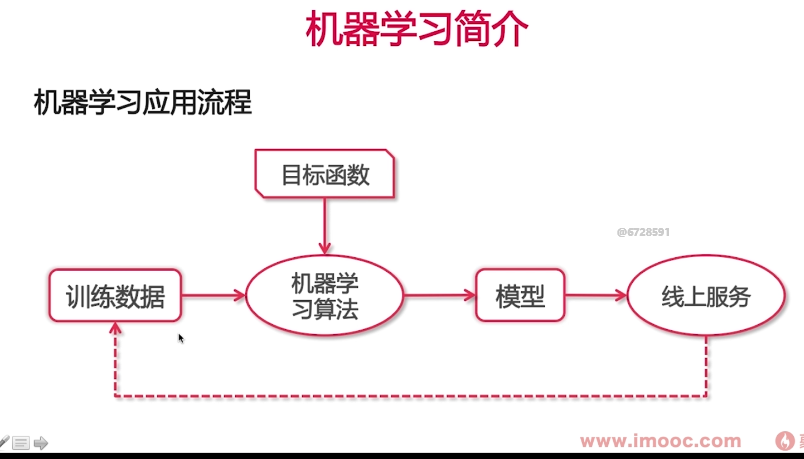 机器学习简介
机器学习应用流程
目标函数
@6728591
训练数据
机器学
习算法
模型
线上服务
www.imooc.com